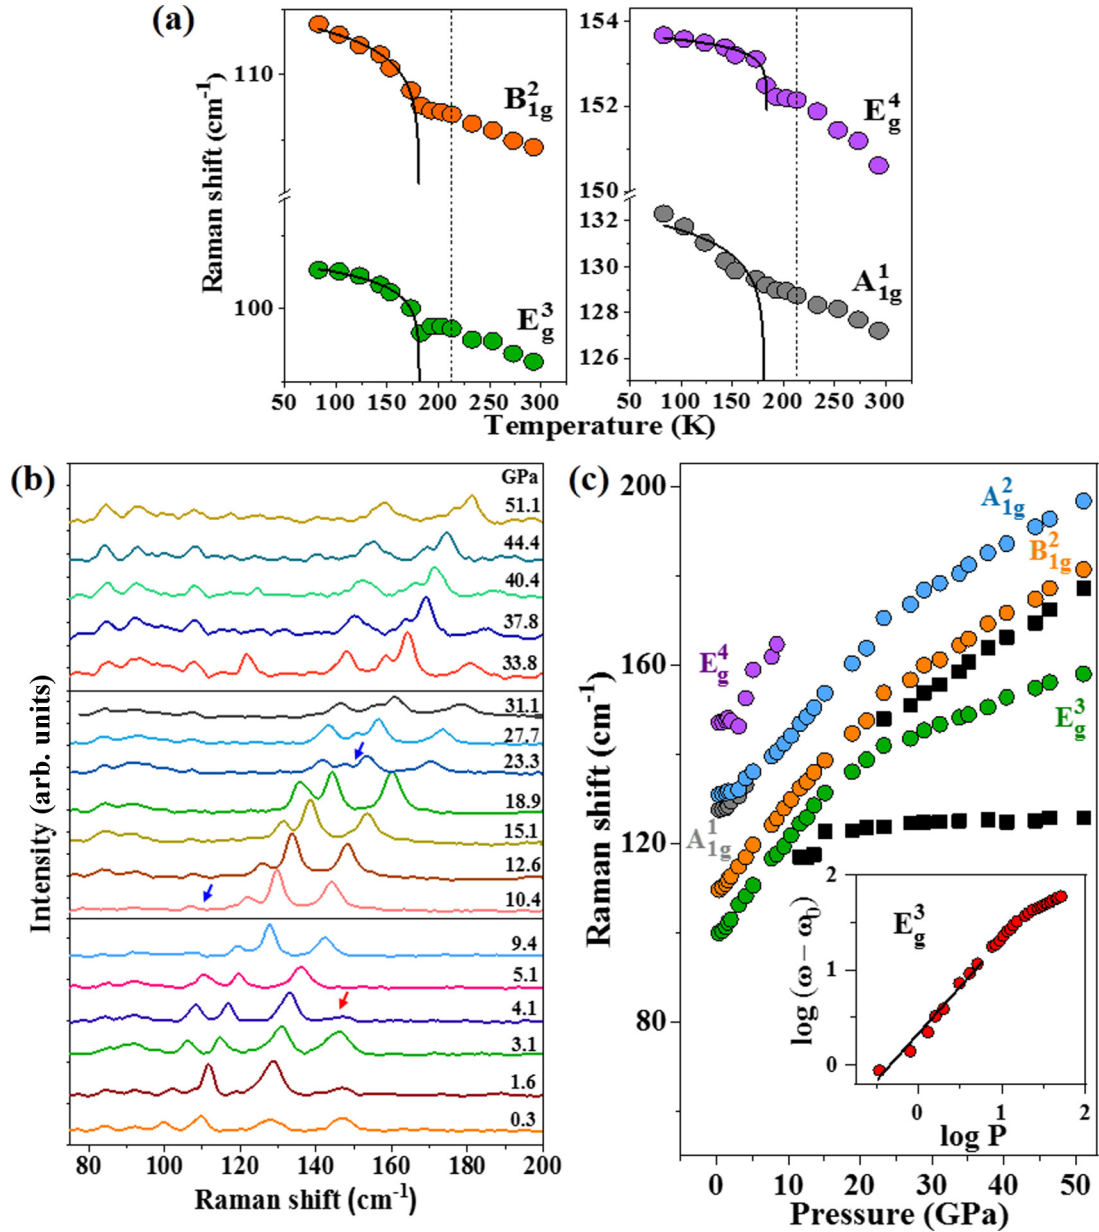 (a)
Raman shift (cm⁻¹)
110
100
B²₁g
E³g
50 100 150 200 250 300
154
152
150
132
130
128
126
E⁴g
A¹₁g
50 100 150 200 250 300
Temperature (K)
(b)
Intensity (arb. units)
GPa
51.1
44.4
40.4
37.8
33.8
31.1
27.7
23.3
18.9
15.1
12.6
10.4
9.4
5.1
4.1
3.1
1.6
0.3
80 100 120 140 160 180 200
Raman shift (cm⁻¹)
(c)
Raman shift (cm⁻¹)
200
160
120
80
A²₁g
B²₁g
E⁴g
E³g
A¹₁g
0 10 20 30 40 50
Pressure (GPa)
E³g
log (ω – ω₀)
2
1
0
0 1 2
log P